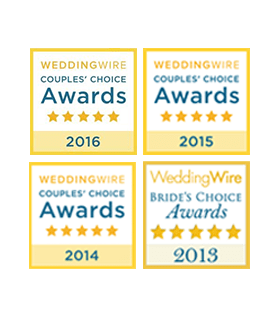 WEDDINGWIRE
COUPLES' CHOICE
Awards
2016
WEDDINGWIRE
COUPLES' CHOICE
Awards
2015
WEDDINGWIRE
COUPLES' CHOICE
Awards
2014
WeddingWire
BRIDE'S CHOICE
Awards
2013